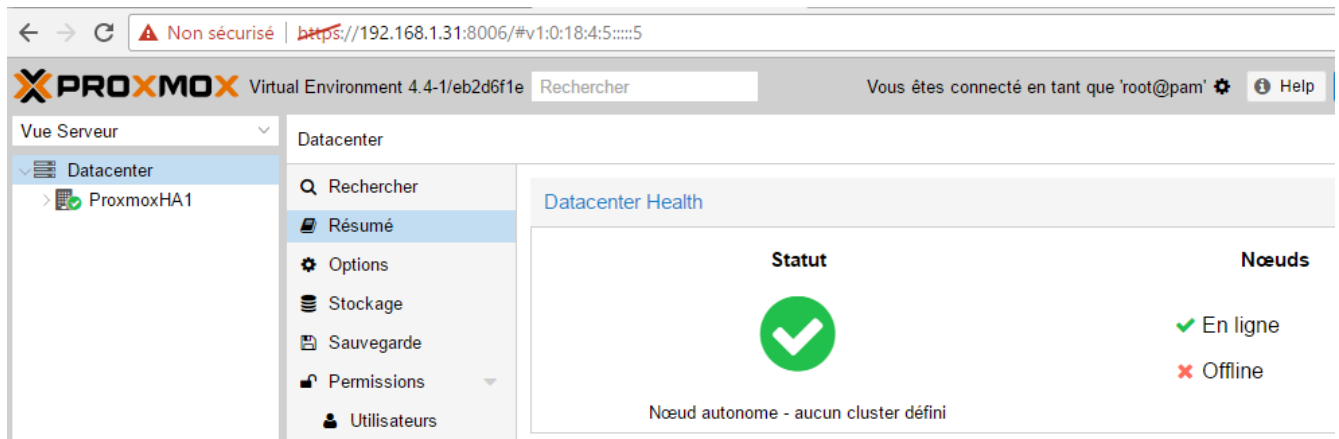 Non sécurisé | https://192.168.1.31:8006/#v1:0:18:4:5:::::5
PROXMOX Virtual Environment 4.4-1/eb2d6f1e Rechercher Vous êtes connecté en tant que 'root@pam' Help
Vue Serveur
Datacenter
ProxmoxHA1
Datacenter
Rechercher
Résumé
Options
Stockage
Sauvegarde
Permissions
Utilisateurs
Datacenter Health
Statut
Nœuds
En ligne
Offline
Nœud autonome - aucun cluster défini